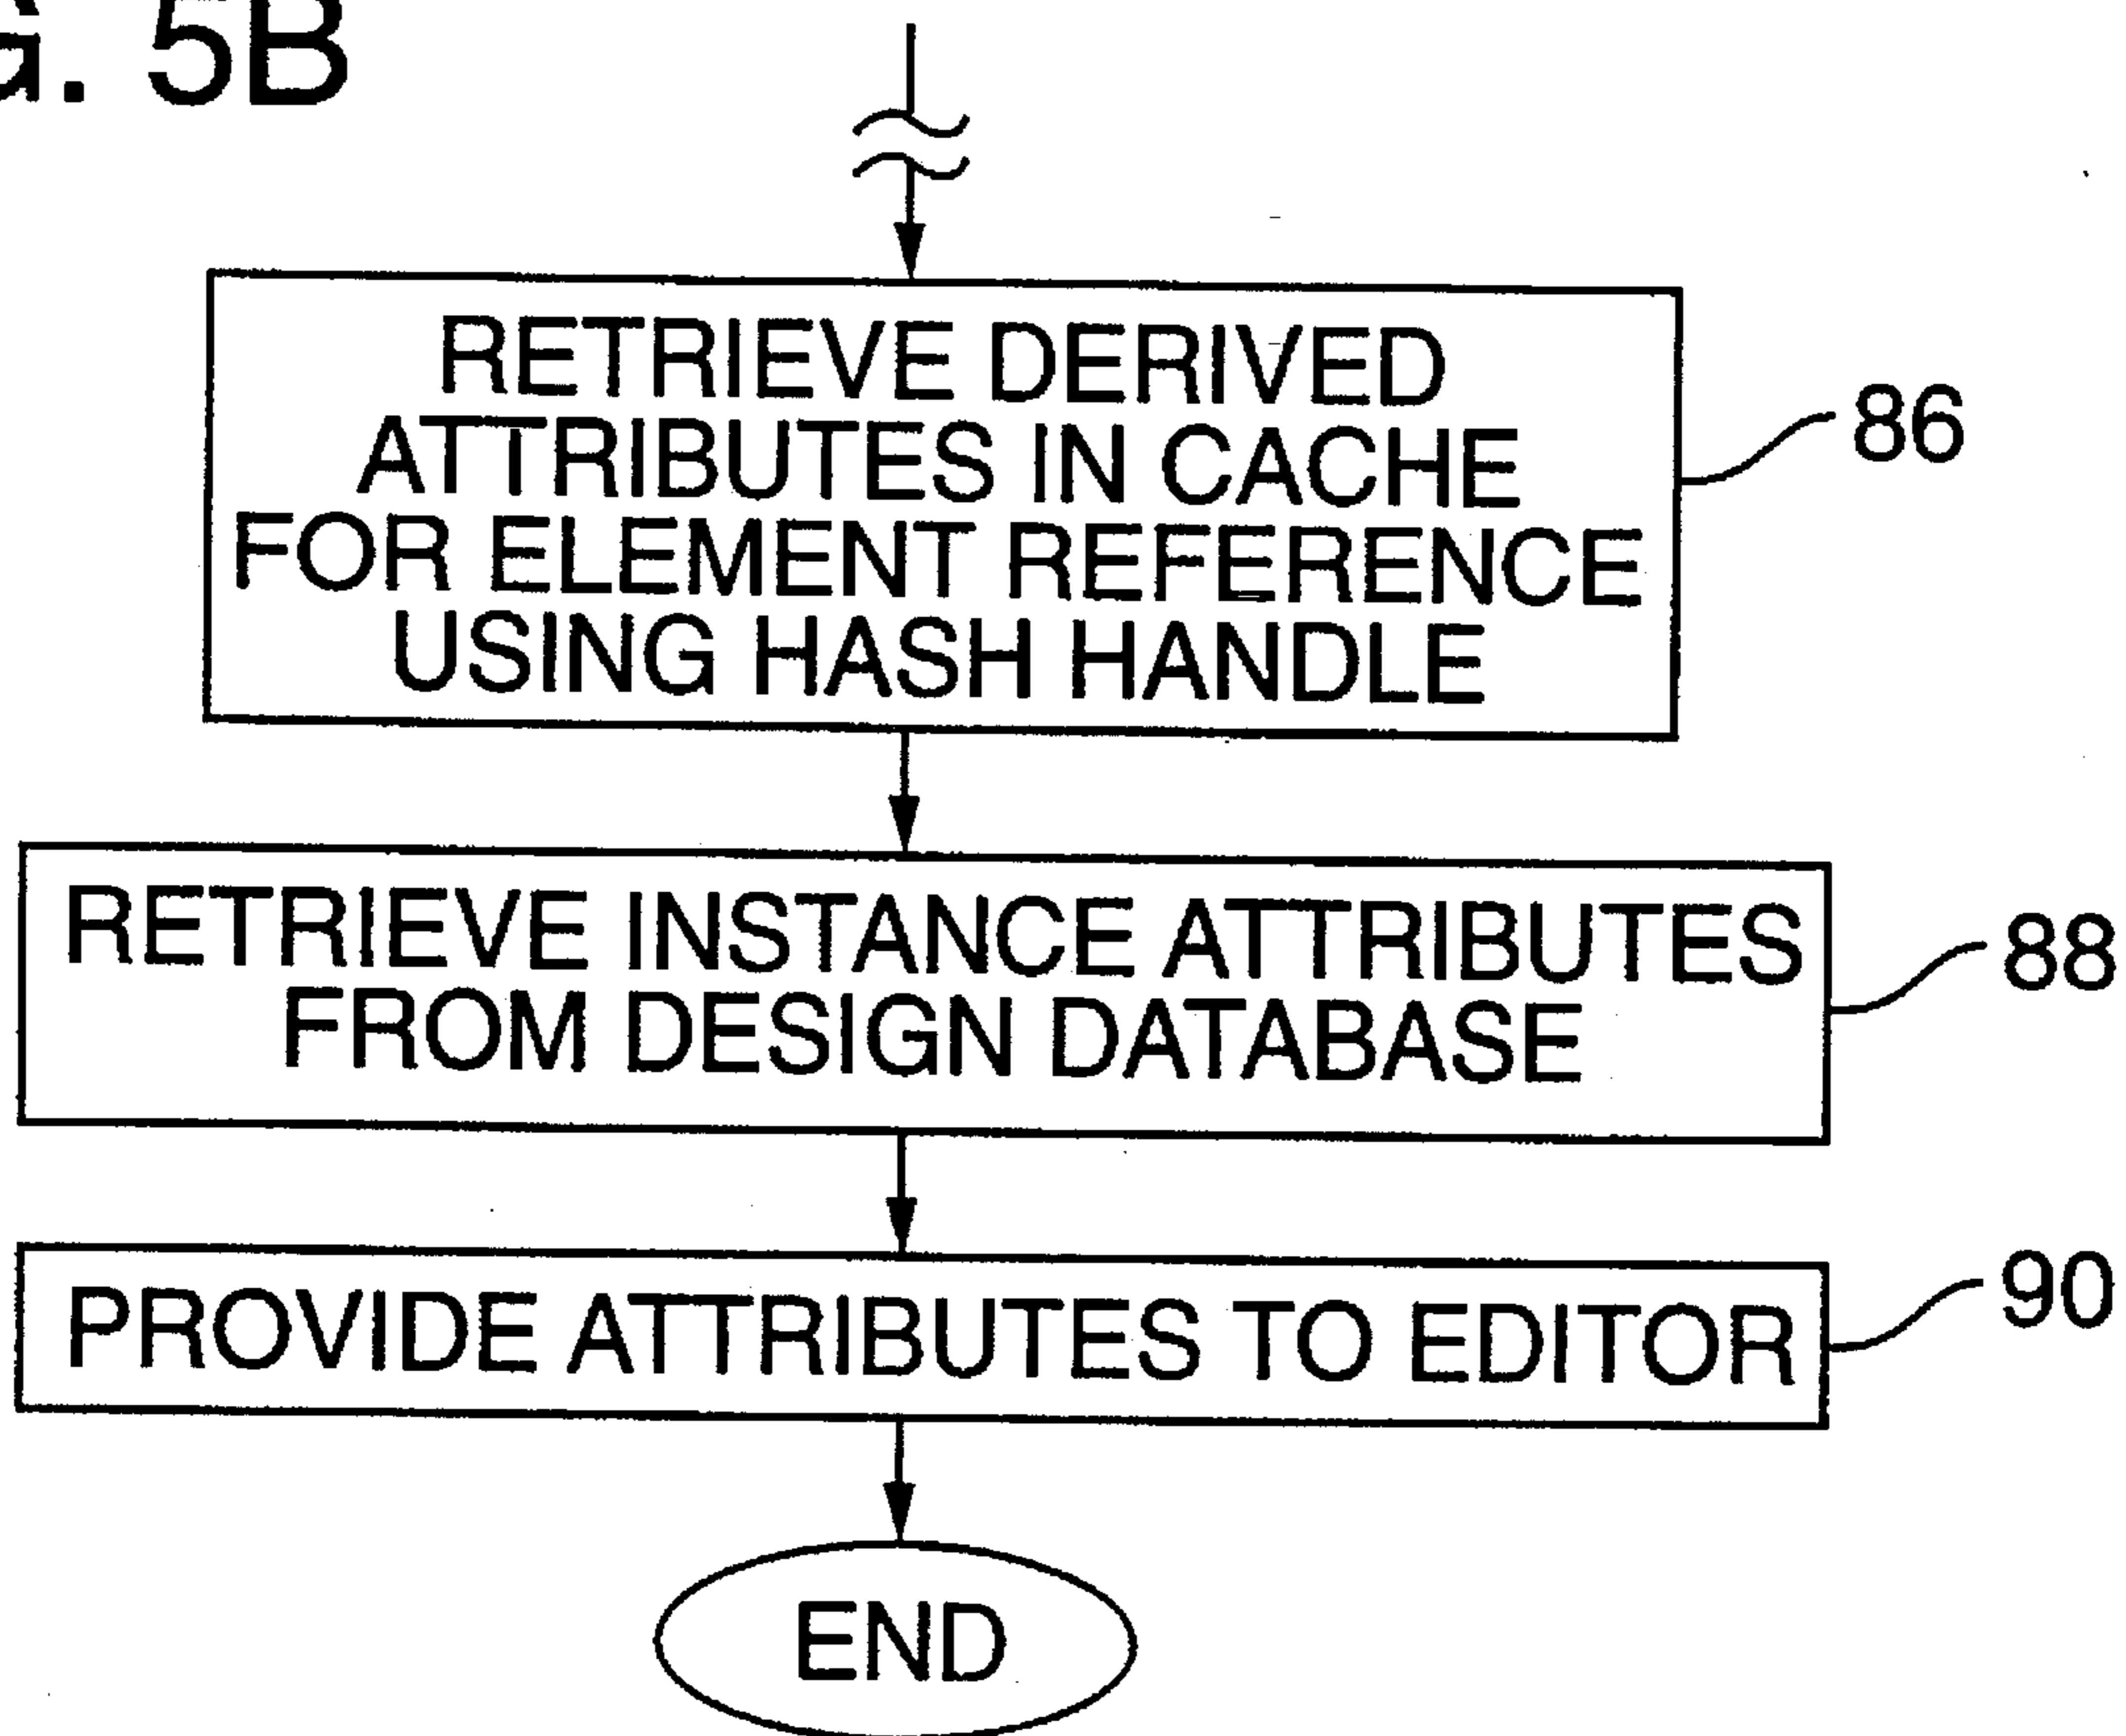 G. 5B
RETRIEVE DERIVED
ATTRIBUTES IN CACHE
FOR ELEMENT REFERENCE
USING HASH HANDLE
86
RETRIEVE INSTANCE ATTRIBUTES
FROM DESIGN DATABASE
88
PROVIDE ATTRIBUTES TO EDITOR
90
END